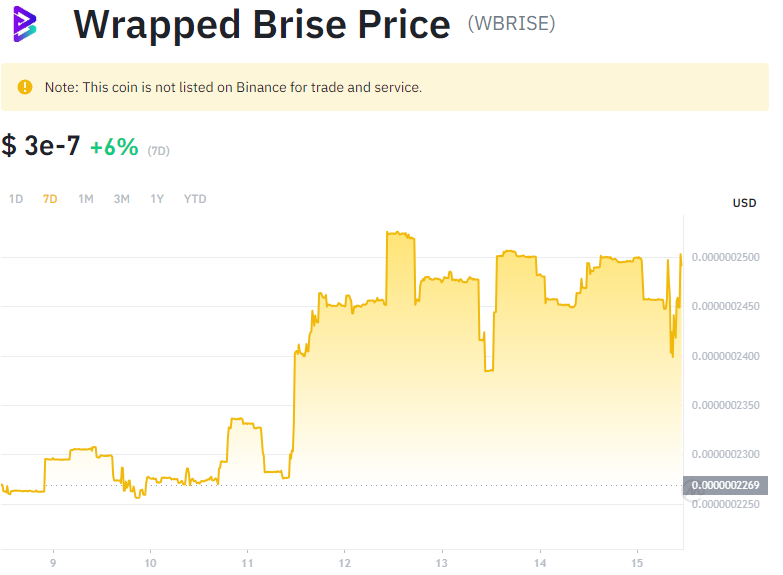 Wrapped Brise Price (WBRISE)
Note: This coin is not listed on Binance for trade and service.
$ 3e-7 +6% (7D)
1D 7D 1M 3M 1Y YTD
USD
0.0000002500
0.0000002450
0.0000002400
0.0000002350
0.0000002300
0.0000002269
0.0000002250
9 10 11 12 13 14 15